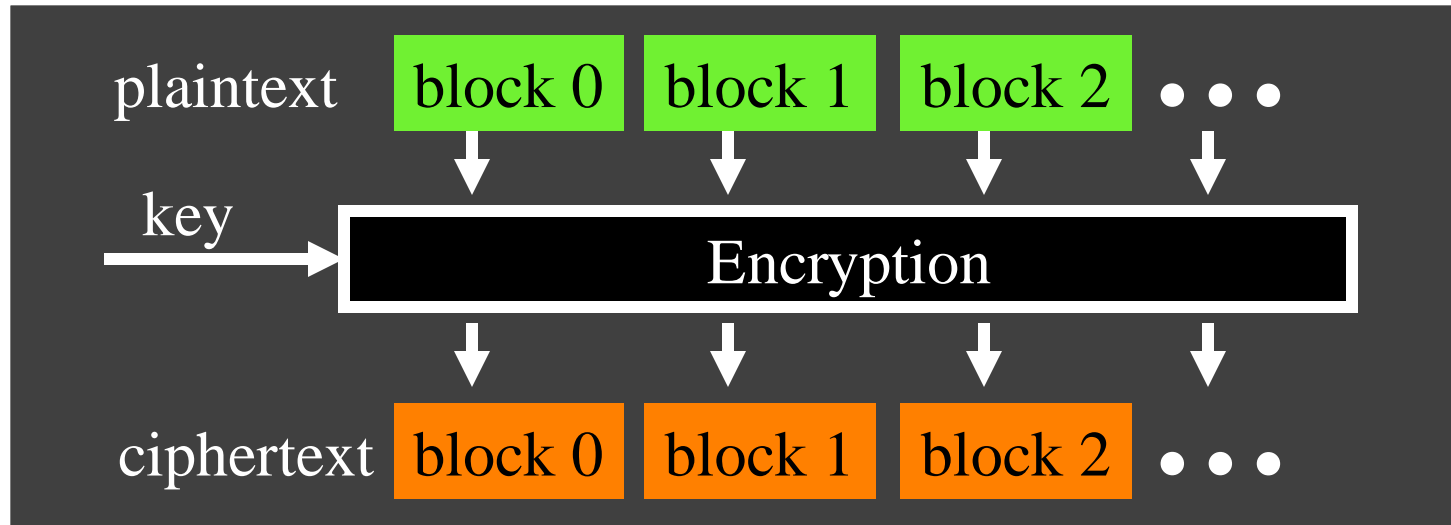 plaintext block 0 block 1 block 2 •••
key
Encryption
ciphertext block 0 block 1 block 2 •••